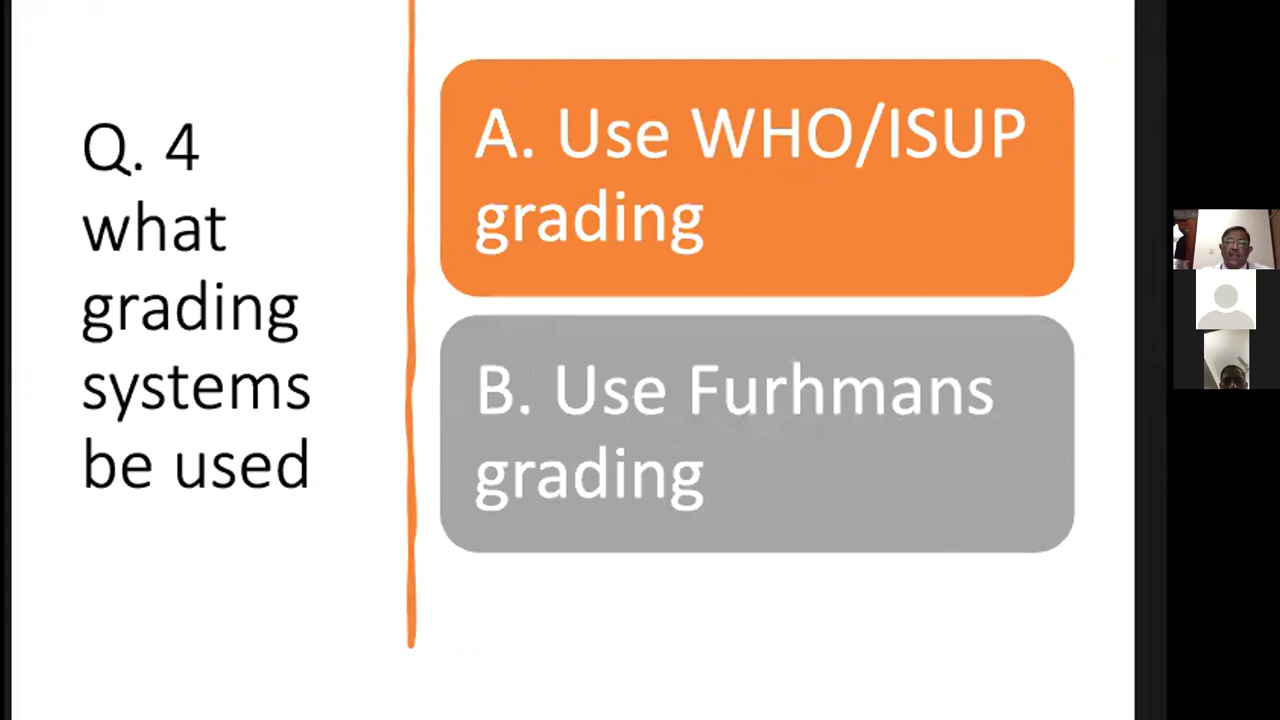 Q. 4
what
grading
systems
be used
A. Use WHO/ISUP
grading
B. Use Furhmans
grading